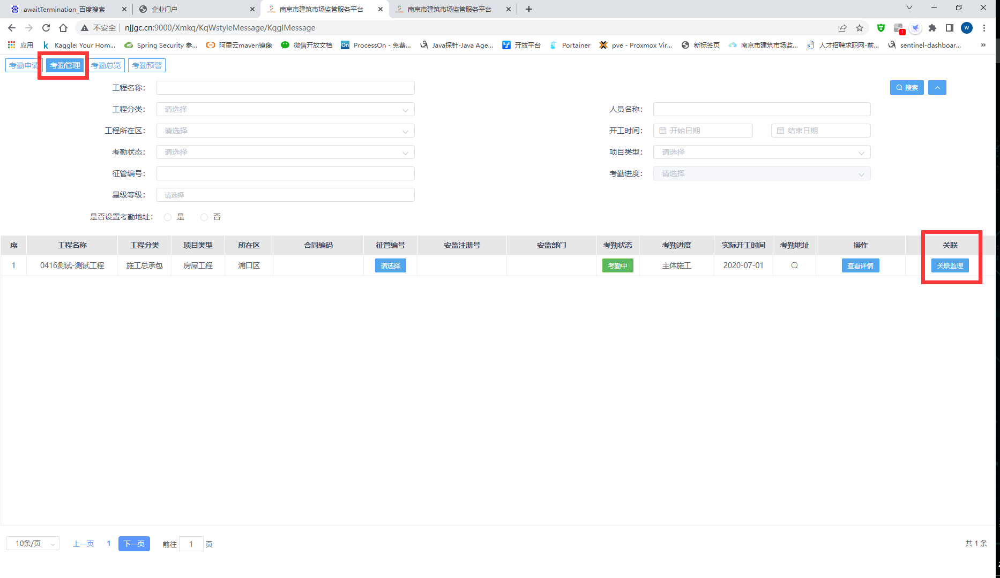 awaitTermination_百度搜索
企业门户
南京市建筑市场监管服务平台
南京市建筑市场监管服务平台
不安全 njjgc.cn:9000/Xmkq/KqWstyleMessage/KqglMessage
W
应用 Kaggle: Your Hom... Spring Security 参... 阿里云maven镜像 微信开放文档 On ProcessOn - 免费... Java探针-Java Age... 开放平台 Portainer pve - Proxmox Vir... 新标签页 南京市建筑市场监... 人才招聘求职网-前... sentinel-dashboar... »
考勤申请 考勤管理 考勤总览 考勤预警
工程名称: 搜索
工程分类: 请选择 人员名称:
工程所在区: 请选择 开工时间: 开始日期 结束日期
考勤状态: 请选择 项目类型: 请选择
征管编号: 考勤进度: 请选择
星级等级: 请选择
是否设置考勤地址: 是 否
序 工程名称 工程分类 项目类型 所在区 合同编码 征管编号 安监注册号 安监部门 考勤状态 考勤进度 实际开工时间 考勤地址 操作 关联
1 0416测试-测试工程 施工总承包 房屋工程 浦口区 请选择 考勤中 主体施工 2020-07-01 查看详情 关联监理
10条/页 上一页 1 下一页 前往 1 页 共 1 条